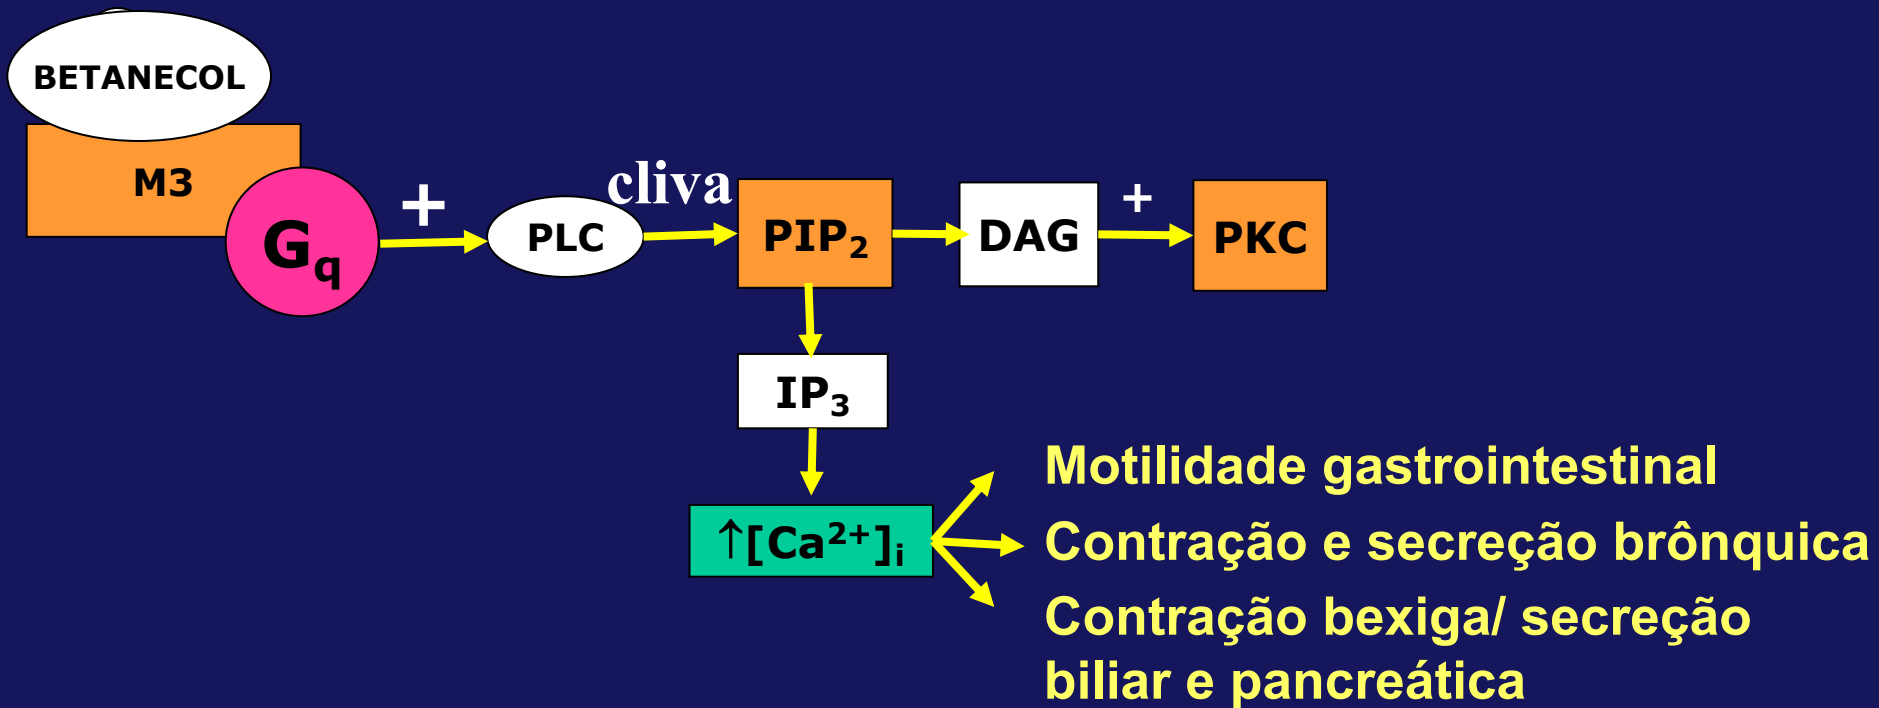 BETANECOL
M3
Gq
+
PLC
cliva
PIP2
DAG
+
PKC
IP3
↑[Ca2+]i
Motilidade gastrointestinal
Contração e secreção brônquica
Contração bexiga/ secreção
biliar e pancreática